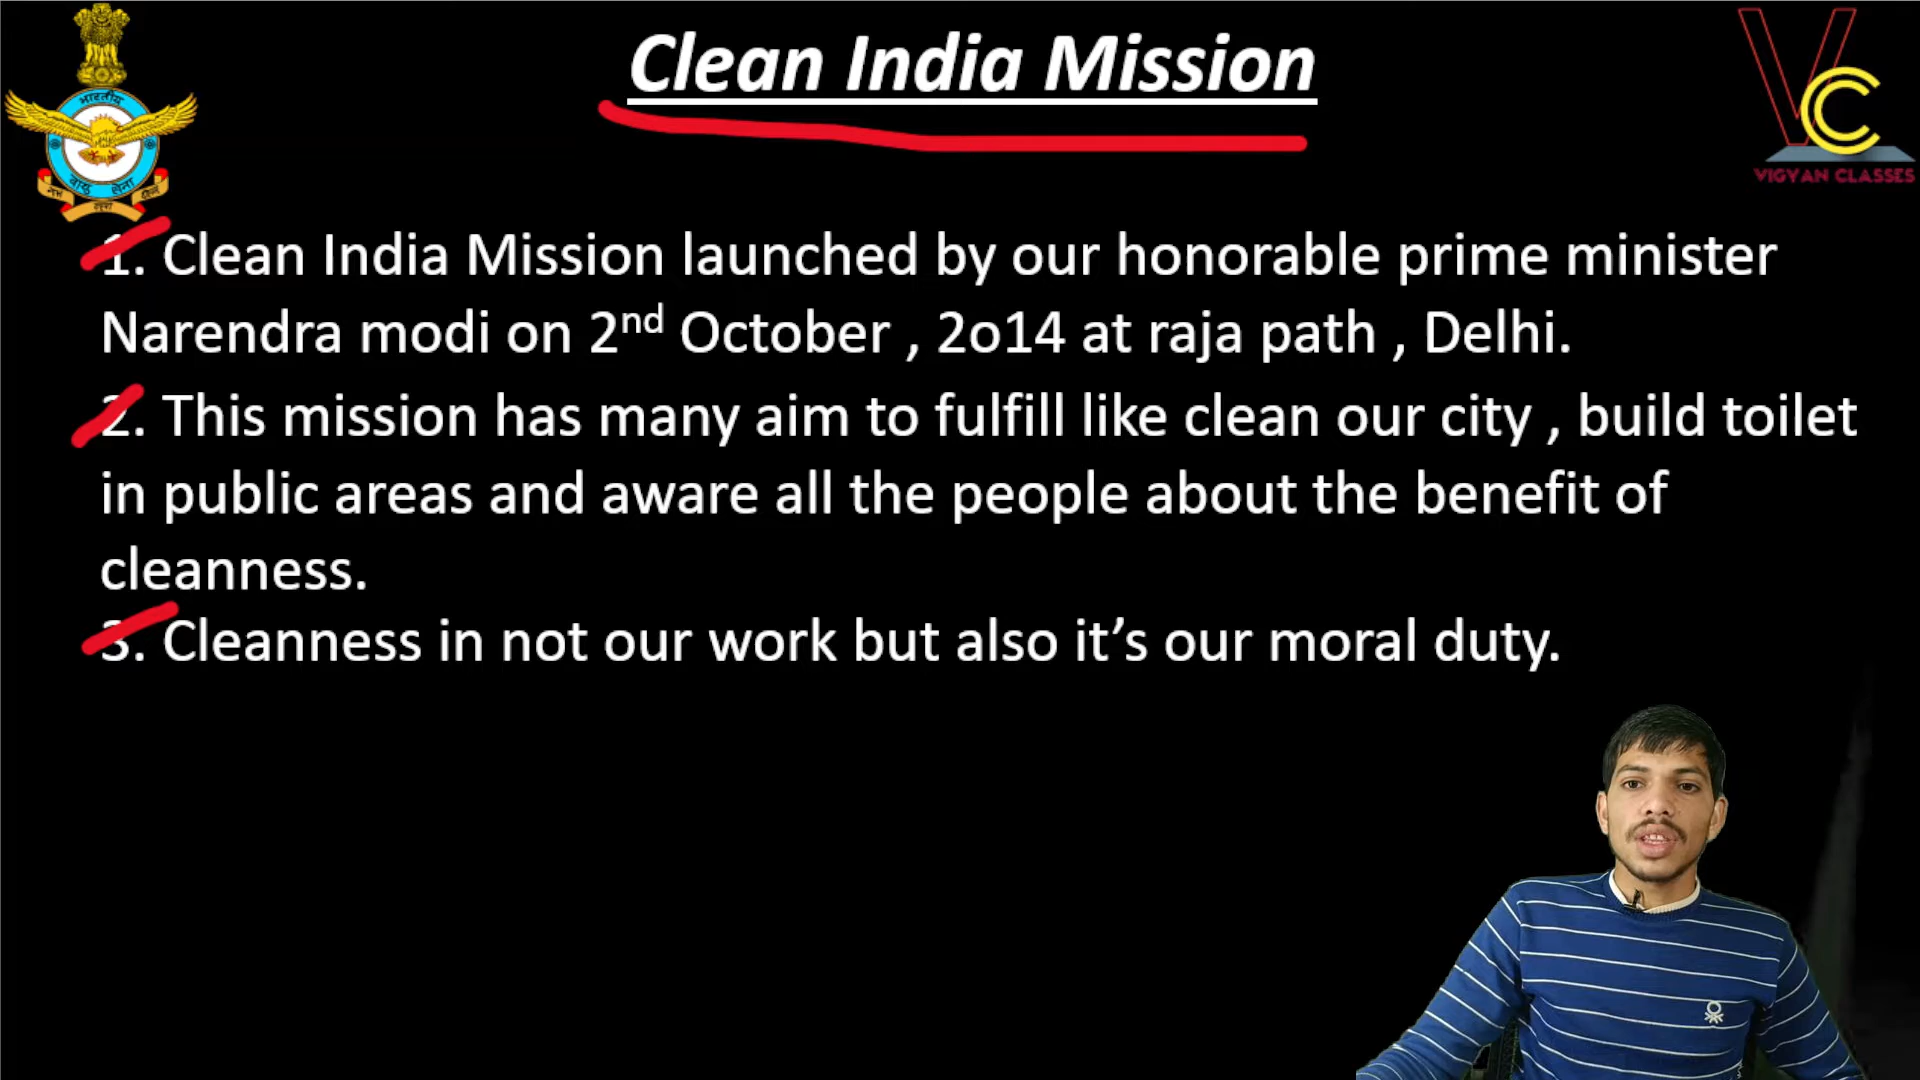 Clean India Mission
भारतीय
वायु सेना
VIGYAN CLASSES
1. Clean India Mission launched by our honorable prime minister
Narendra modi on 2nd October , 2o14 at raja path , Delhi.
2. This mission has many aim to fulfill like clean our city , build toilet
in public areas and aware all the people about the benefit of
cleanness.
3. Cleanness in not our work but also it’s our moral duty.